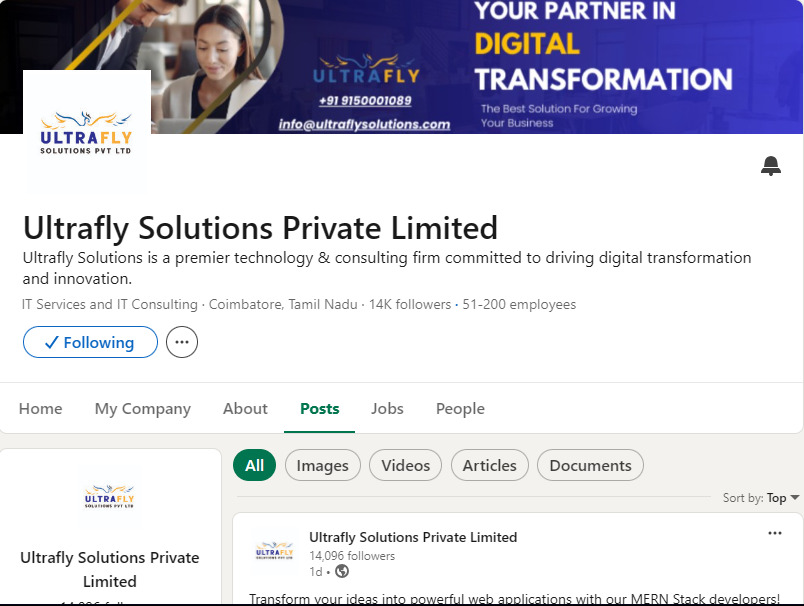 YOUR PARTNER IN
DIGITAL
TRANSFORMATION
The Best Solution For Growing
Your Business
ULTRAFLY
+91 9150001089
info@ultraflysolutions.com
ULTRAFLY
SOLUTIONS PVT LTD
Ultrafly Solutions Private Limited
Ultrafly Solutions is a premier technology & consulting firm committed to driving digital transformation
and innovation.
IT Services and IT Consulting · Coimbatore, Tamil Nadu · 14K followers · 51-200 employees
Following
Home My Company About Posts Jobs People
All Images Videos Articles Documents
Sort by: Top
ULTRAFLY
SOLUTIONS PVT LTD
Ultrafly Solutions Private
Limited
ULTRAFLY
SOLUTIONS PVT LTD
Ultrafly Solutions Private Limited
14,096 followers
1d •
Transform your ideas into powerful web applications with our MERN Stack developers!